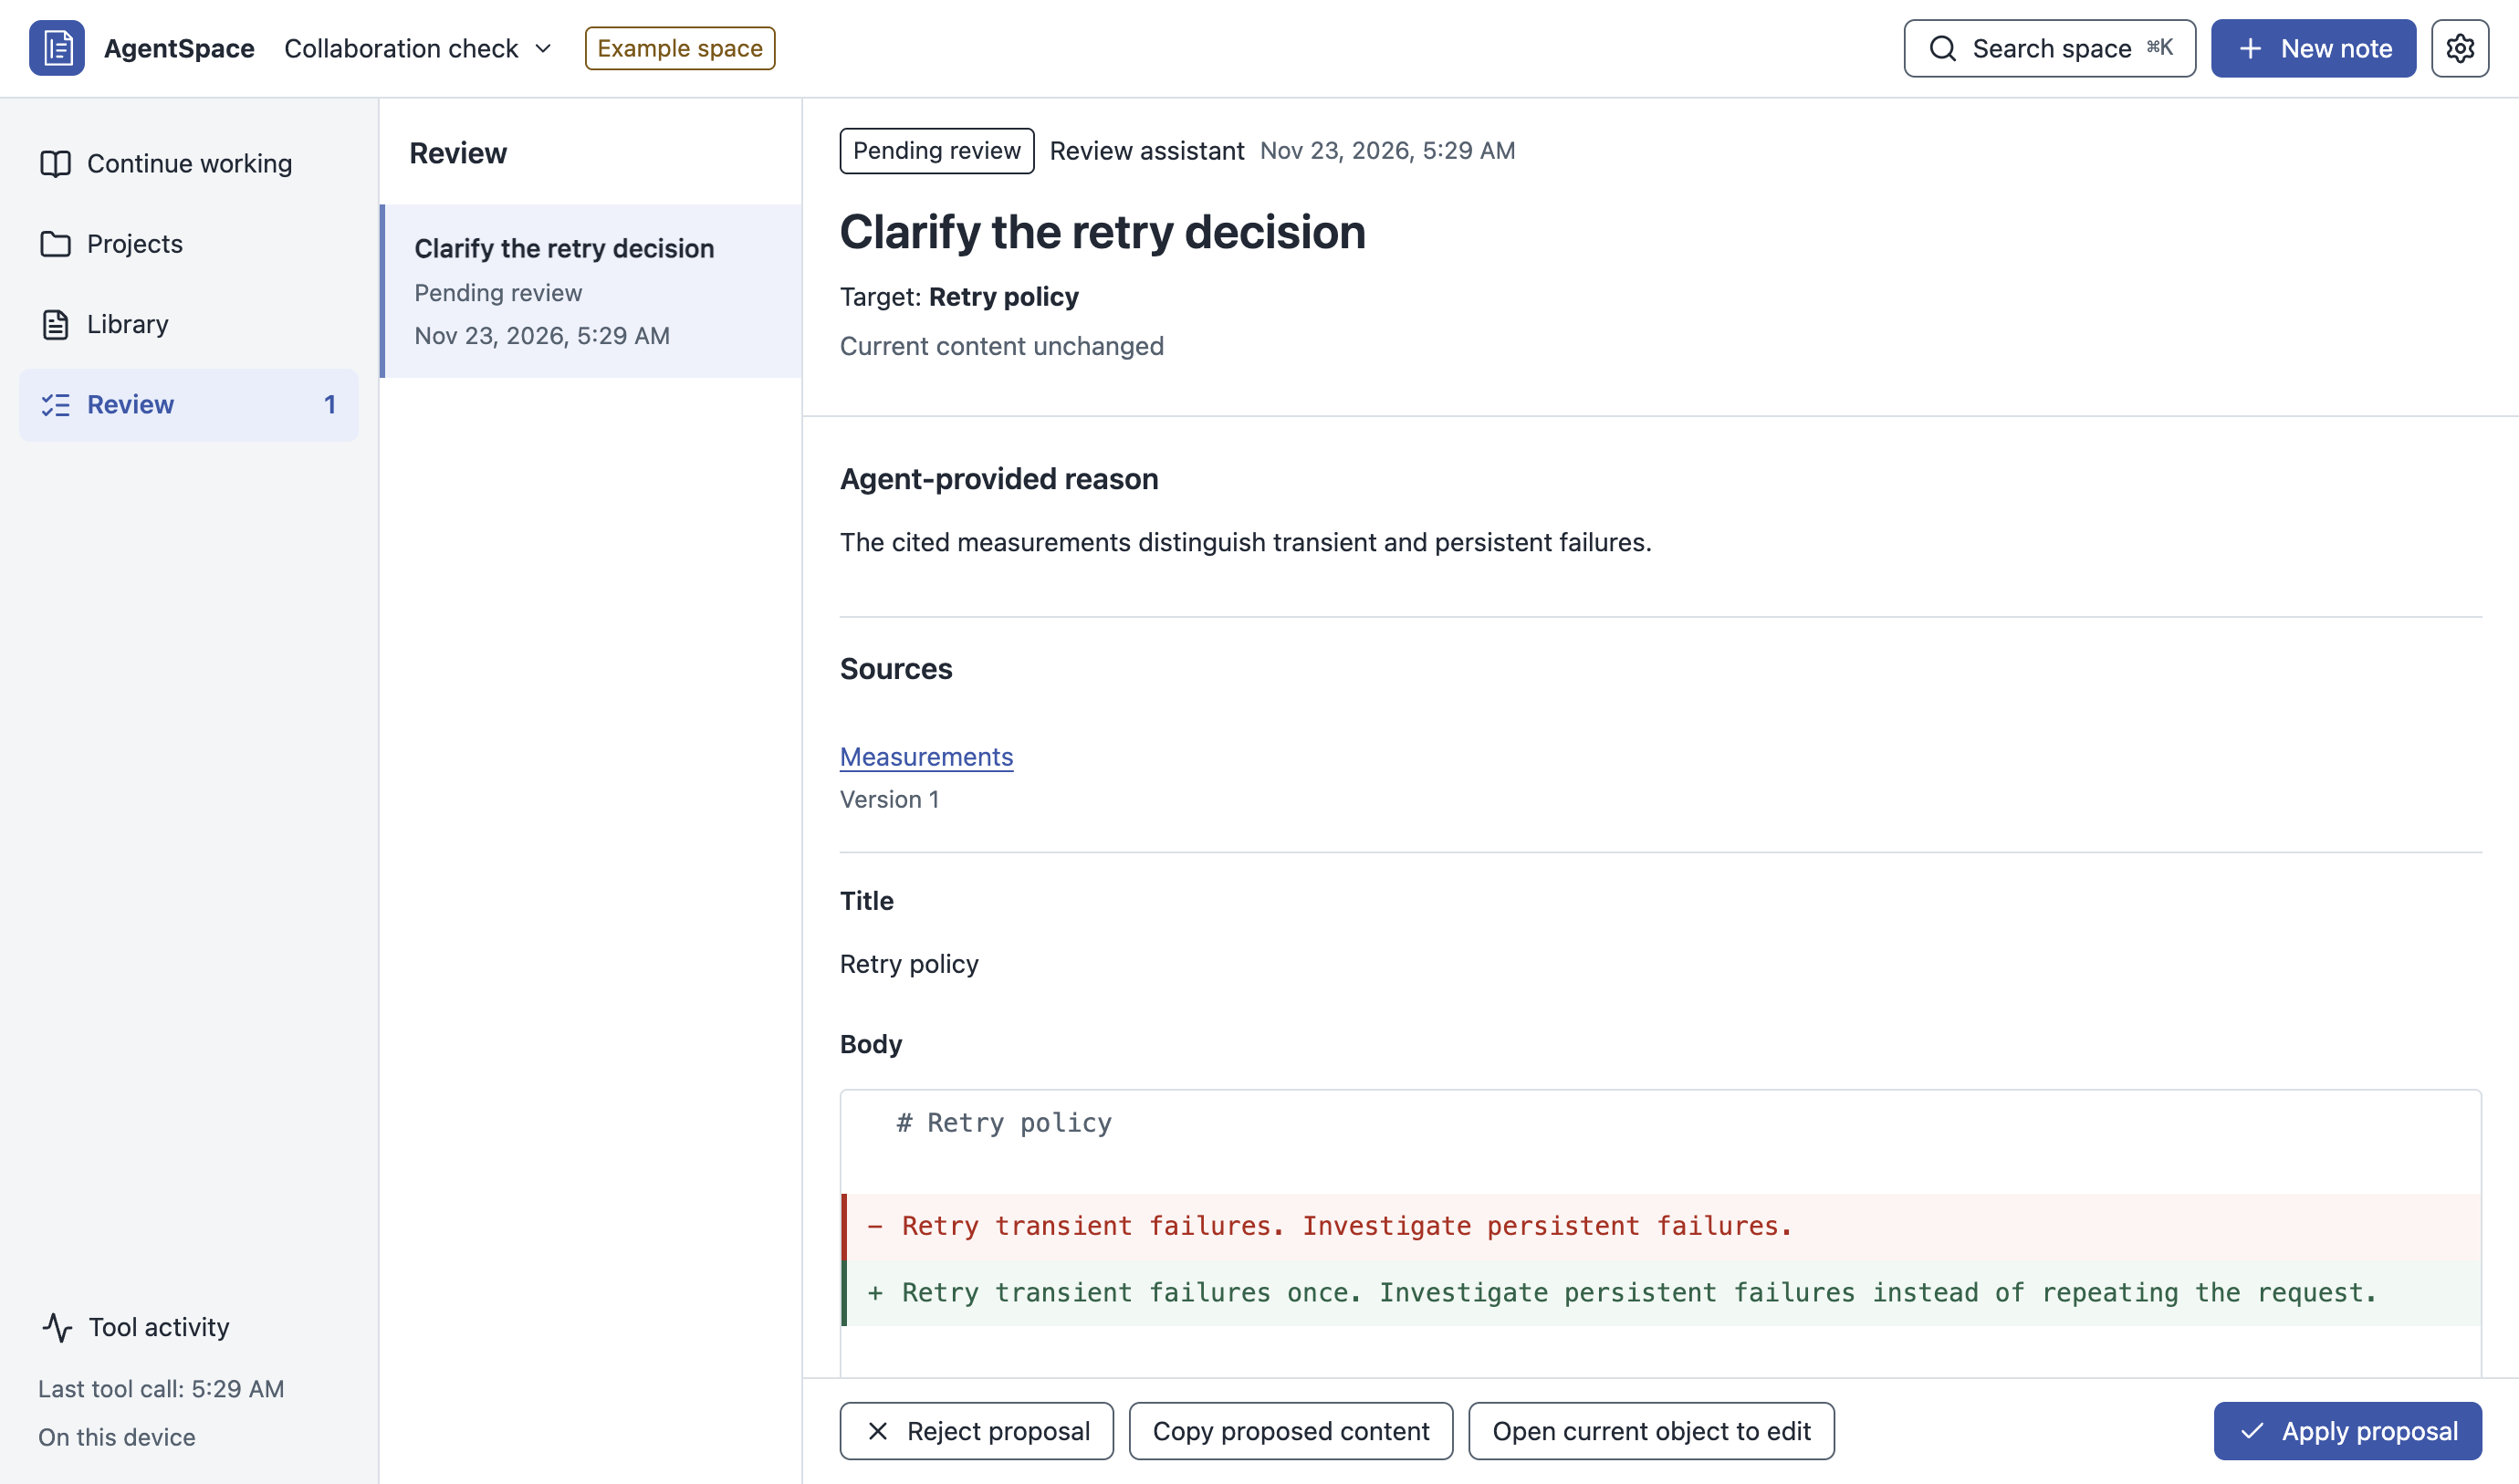 AgentSpace
Collaboration check
Example space
Search space ⌘K
New note
Continue working
Projects
Library
Review 1
Tool activity
Last tool call: 5:29 AM
On this device
Review
Clarify the retry decision
Pending review
Nov 23, 2026, 5:29 AM
Pending review Review assistant Nov 23, 2026, 5:29 AM
Clarify the retry decision
Target: Retry policy
Current content unchanged
Agent-provided reason
The cited measurements distinguish transient and persistent failures.
Sources
Measurements
Version 1
Title
Retry policy
Body
# Retry policy
− Retry transient failures. Investigate persistent failures.
+ Retry transient failures once. Investigate persistent failures instead of repeating the request.
Reject proposal
Copy proposed content
Open current object to edit
Apply proposal